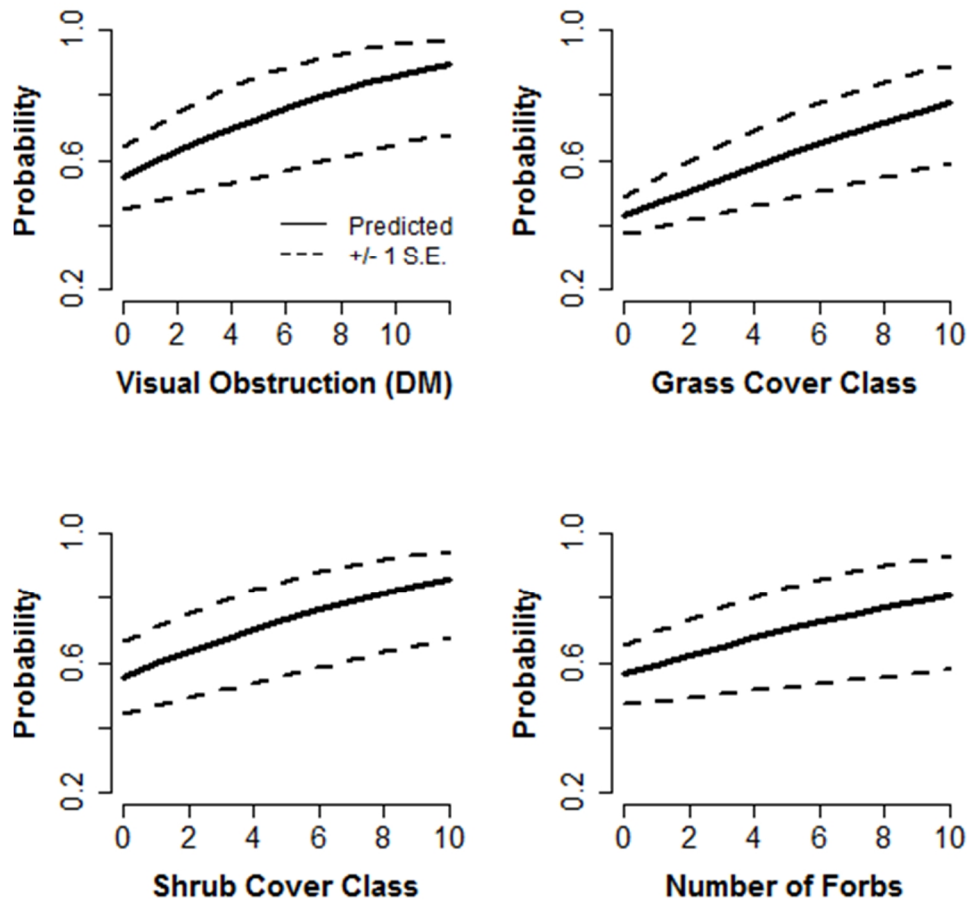 Probability
1.0
0.6
0.2
Predicted
+/- 1 S.E.
0 2 4 6 8 10
Visual Obstruction (DM)
Probability
1.0
0.6
0.2
0 2 4 6 8 10
Grass Cover Class
Probability
1.0
0.6
0.2
0 2 4 6 8 10
Shrub Cover Class
Probability
1.0
0.6
0.2
0 2 4 6 8 10
Number of Forbs